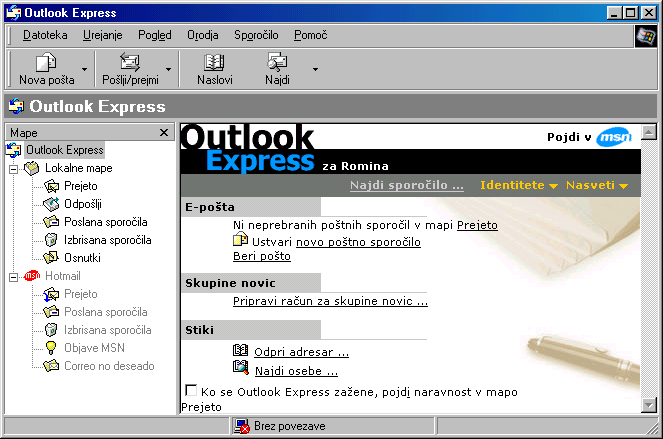 Outlook Express
Datoteka Urejanje Pogled Orodja Sporočilo Pomoč
Nova pošta Pošlji/prejmi Naslovi Najdi
Outlook Express
Mape
Outlook Express
Lokalne mape
Prejeto
Odpošlji
Poslana sporočila
Izbrisana sporočila
Osnutki
Hotmail
Prejeto
Poslana sporočila
Izbrisana sporočila
Objave MSN
Correo no deseado
Outlook
Express za Romina
Pojdi v msn
Najdi sporočilo ... Identitete Nasveti
E-pošta
Ni neprebranih poštnih sporočil v mapi Prejeto
Ustvari novo poštno sporočilo
Beri pošto
Skupine novic
Pripravi račun za skupine novic ...
Stiki
Odpri adresar ...
Najdi osebe ...
Ko se Outlook Express zažene, pojdi naravnost v mapo
Prejeto
Brez povezave